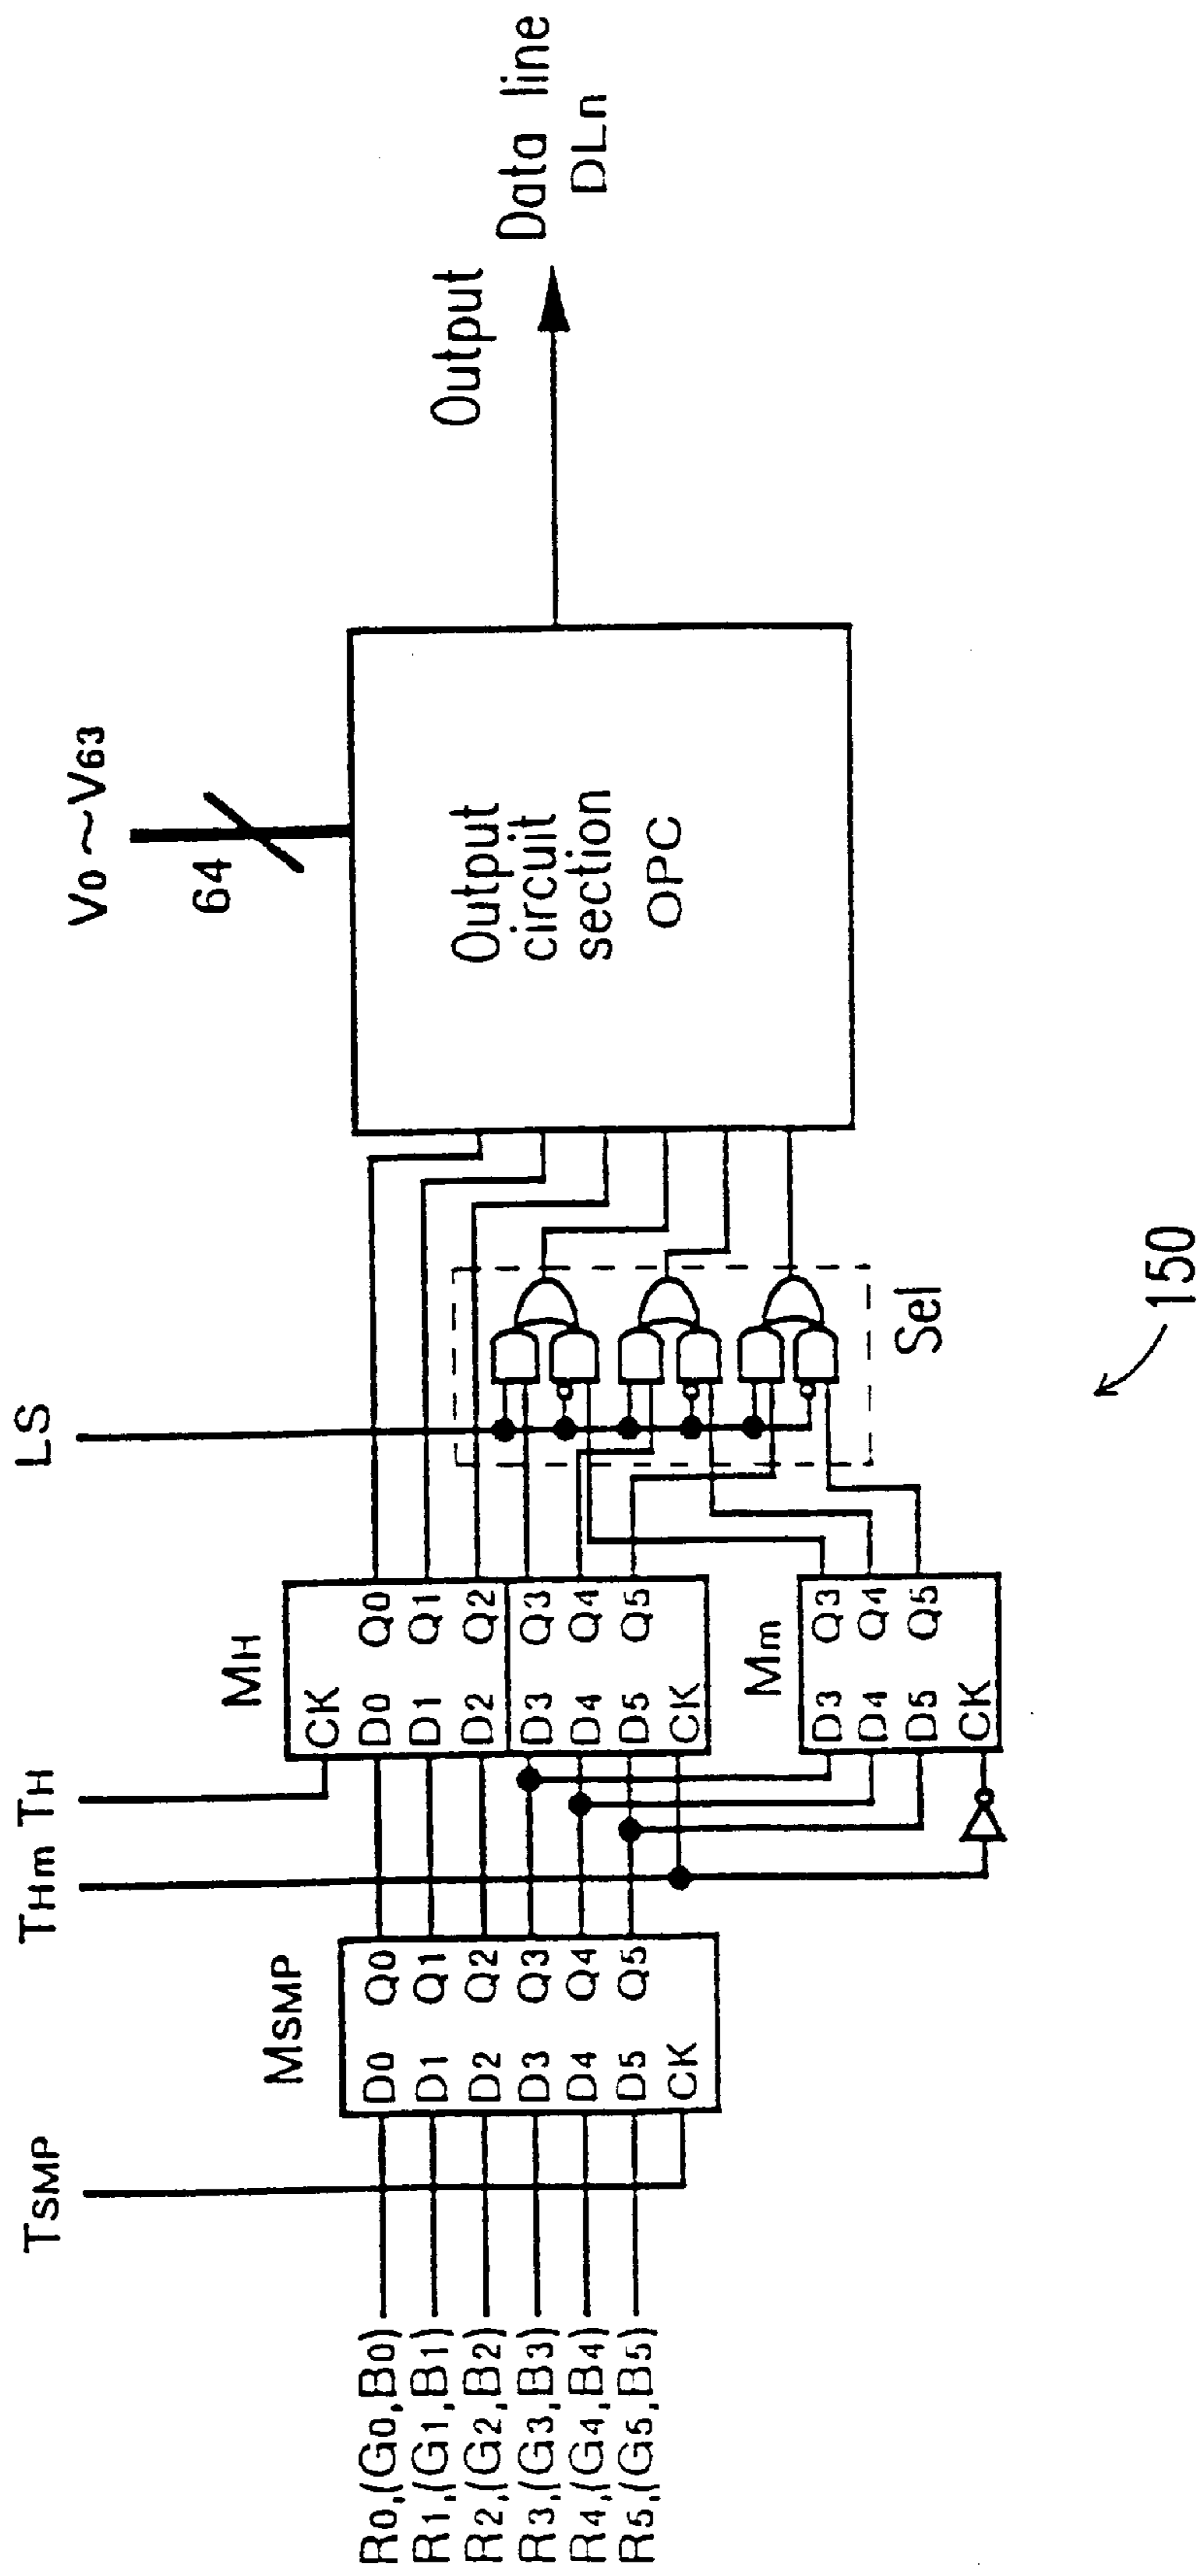 R0,(G0,B0)
R1,(G1,B1)
R2,(G2,B2)
R3,(G3,B3)
R4,(G4,B4)
R5,(G5,B5)
TSMP
MSMP
D0 Q0
D1 Q1
D2 Q2
D3 Q3
D4 Q4
D5 Q5
CK
THm TH
MH
CK
D0 Q0
D1 Q1
D2 Q2
D3 Q3
D4 Q4
D5 Q5
CK
Mm
D3 Q3
D4 Q4
D5 Q5
CK
LS
Sel
V0~V63
64
Output
circuit
section
OPC
Output
Data line
DLn
150